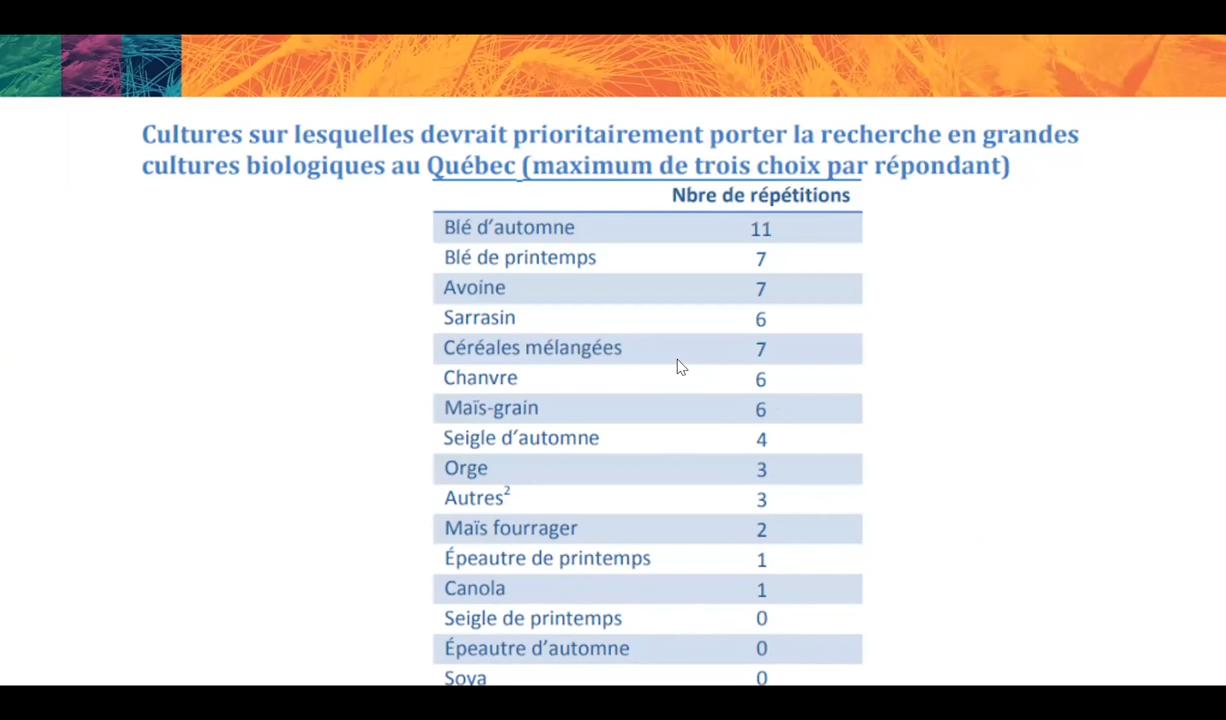 Cultures sur lesquelles devrait prioritairement porter la recherche en grandes
cultures biologiques au Québec (maximum de trois choix par répondant)
Nbre de répétitions
Blé d’automne 11
Blé de printemps 7
Avoine 7
Sarrasin 6
Céréales mélangées 7
Chanvre 6
Maïs-grain 6
Seigle d’automne 4
Orge 3
Autres² 3
Maïs fourrager 2
Épeautre de printemps 1
Canola 1
Seigle de printemps 0
Épeautre d’automne 0
Soya 0